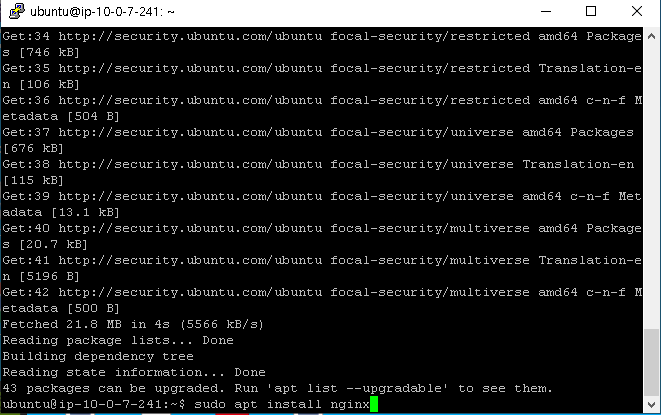 ubuntu@ip-10-0-7-241: ~
Get:34 http://security.ubuntu.com/ubuntu focal-security/restricted amd64 Package
s [746 kB]
Get:35 http://security.ubuntu.com/ubuntu focal-security/restricted Translation-e
n [106 kB]
Get:36 http://security.ubuntu.com/ubuntu focal-security/restricted amd64 c-n-f M
etadata [504 B]
Get:37 http://security.ubuntu.com/ubuntu focal-security/universe amd64 Packages
[676 kB]
Get:38 http://security.ubuntu.com/ubuntu focal-security/universe Translation-en
[115 kB]
Get:39 http://security.ubuntu.com/ubuntu focal-security/universe amd64 c-n-f Met
adata [13.1 kB]
Get:40 http://security.ubuntu.com/ubuntu focal-security/multiverse amd64 Package
s [20.7 kB]
Get:41 http://security.ubuntu.com/ubuntu focal-security/multiverse Translation-e
n [5196 B]
Get:42 http://security.ubuntu.com/ubuntu focal-security/multiverse amd64 c-n-f M
etadata [500 B]
Fetched 21.8 MB in 4s (5566 kB/s)
Reading package lists... Done
Building dependency tree
Reading state information... Done
43 packages can be upgraded. Run 'apt list --upgradable' to see them.
ubuntu@ip-10-0-7-241:~$ sudo apt install nginx